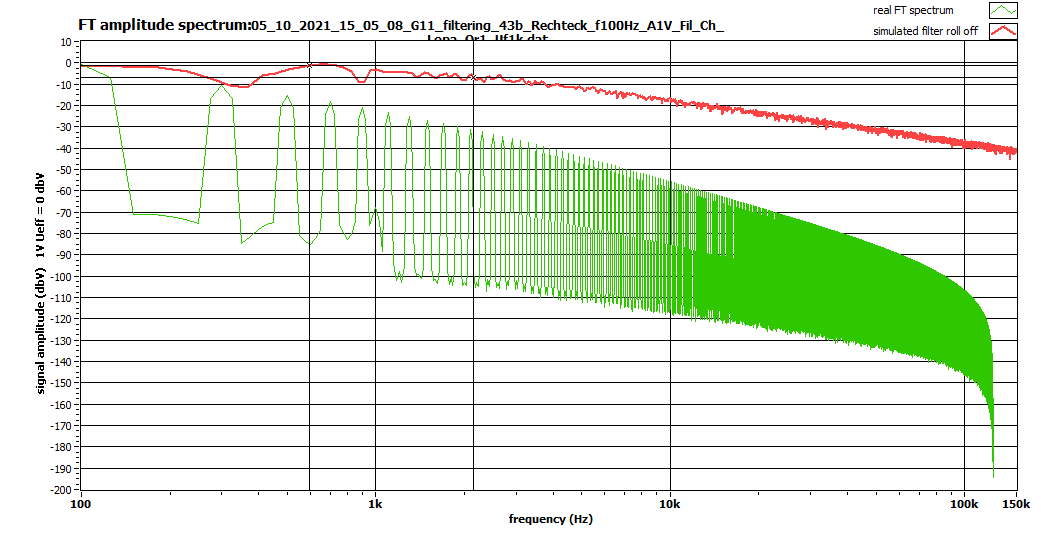 FT amplitude spectrum:05_10_2021_15_05_08_G11_filtering_43b_Rechteck_f100Hz_A1V_Fil_Ch_
real FT spectrum
simulated filter roll off
10
0
-10
-20
-30
-40
-50
-60
-70
-80
-90
-100
-110
-120
-130
-140
-150
-160
-170
-180
-190
-200
signal amplitude (dbV) 1V Ueff = 0 dbV
100
1k
10k
100k
150k
frequency (Hz)